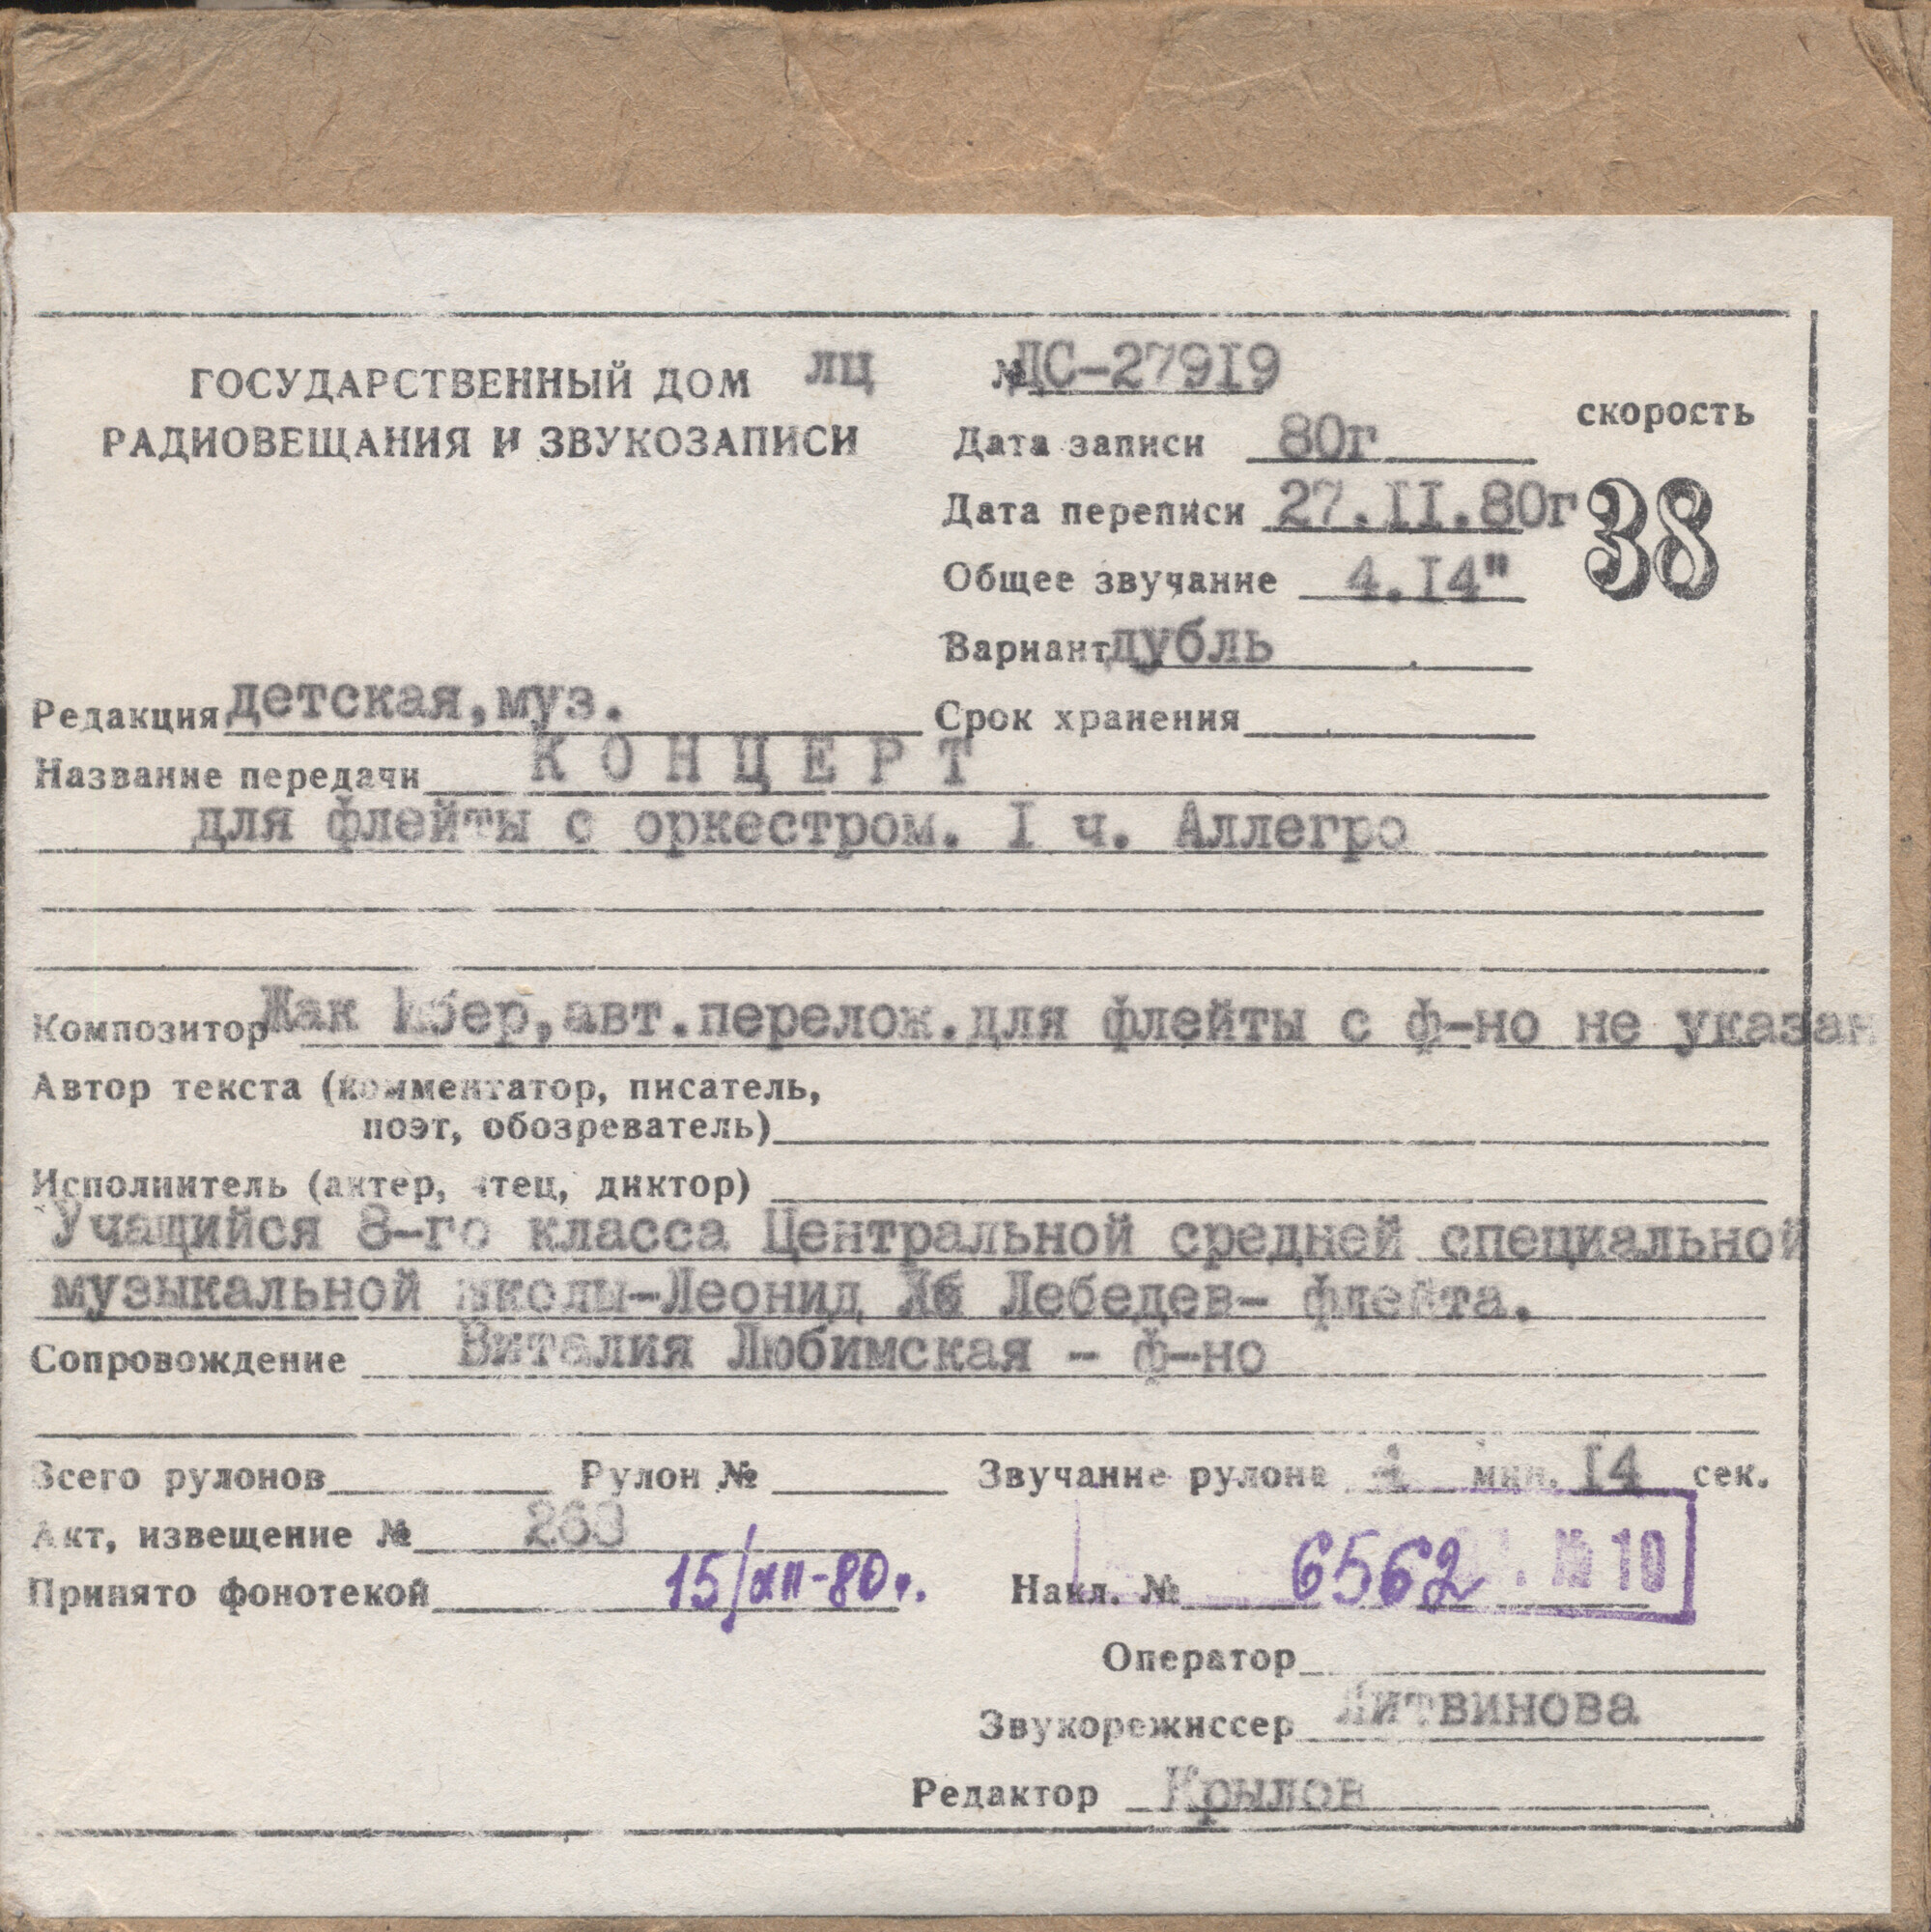 ГОСУДАРСТВЕННЫЙ ДОМ лц
РАДИОВЕЩАНИЯ И ЗВУКОЗАПИСИ
№ ДС-27919
скорость
38
Дата записи 80г
Дата переписи 27.II.80г
Общее звучание 4.14"
Вариант дубль
Редакция детская,муз.
Срок хранения
Название передачи КОНЦЕРТ
для флейты с оркестром. I ч. Аллегро
Композитор Жак Ибер,авт.перелож.для флейты с ф-но не указан
Автор текста (комментатор, писатель,
поэт, обозреватель)
Исполнитель (актер, чтец, диктор)
Учащийся 8-го класса Центральной средней специальной
музыкальной школы-Леонид Лебедев- флейта.
Сопровождение Виталия Любимская - ф-но
Всего рулонов Рулон № Звучание рулона 4 мин. 14 сек.
Акт, извещение № 263
Принято фонотекой 15/XII-80г. Накл. № 6562 № 10
Оператор
Звукорежиссер Литвинова
Редактор Крылов